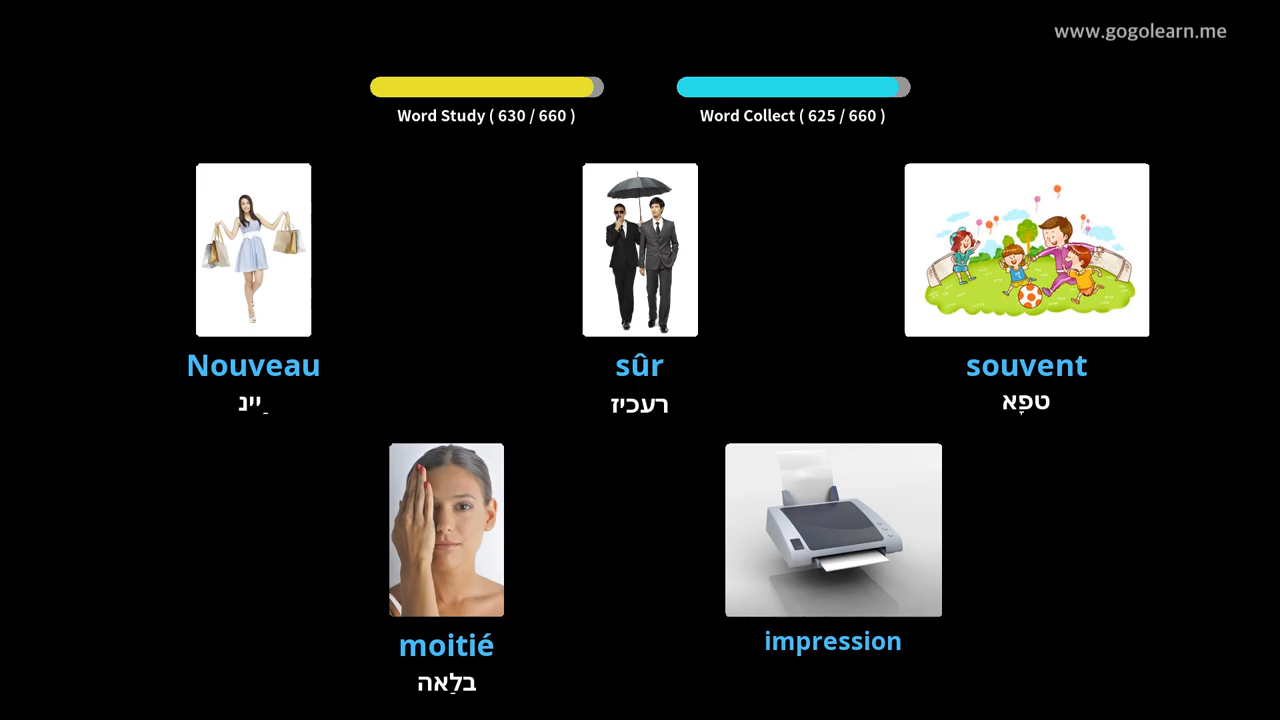 www.gogolearn.me
Word Study ( 630 / 660 )
Word Collect ( 625 / 660 )
Nouveau
ַיינ
sûr
רעכיז
souvent
טפָא
moitié
בלַאה
impression